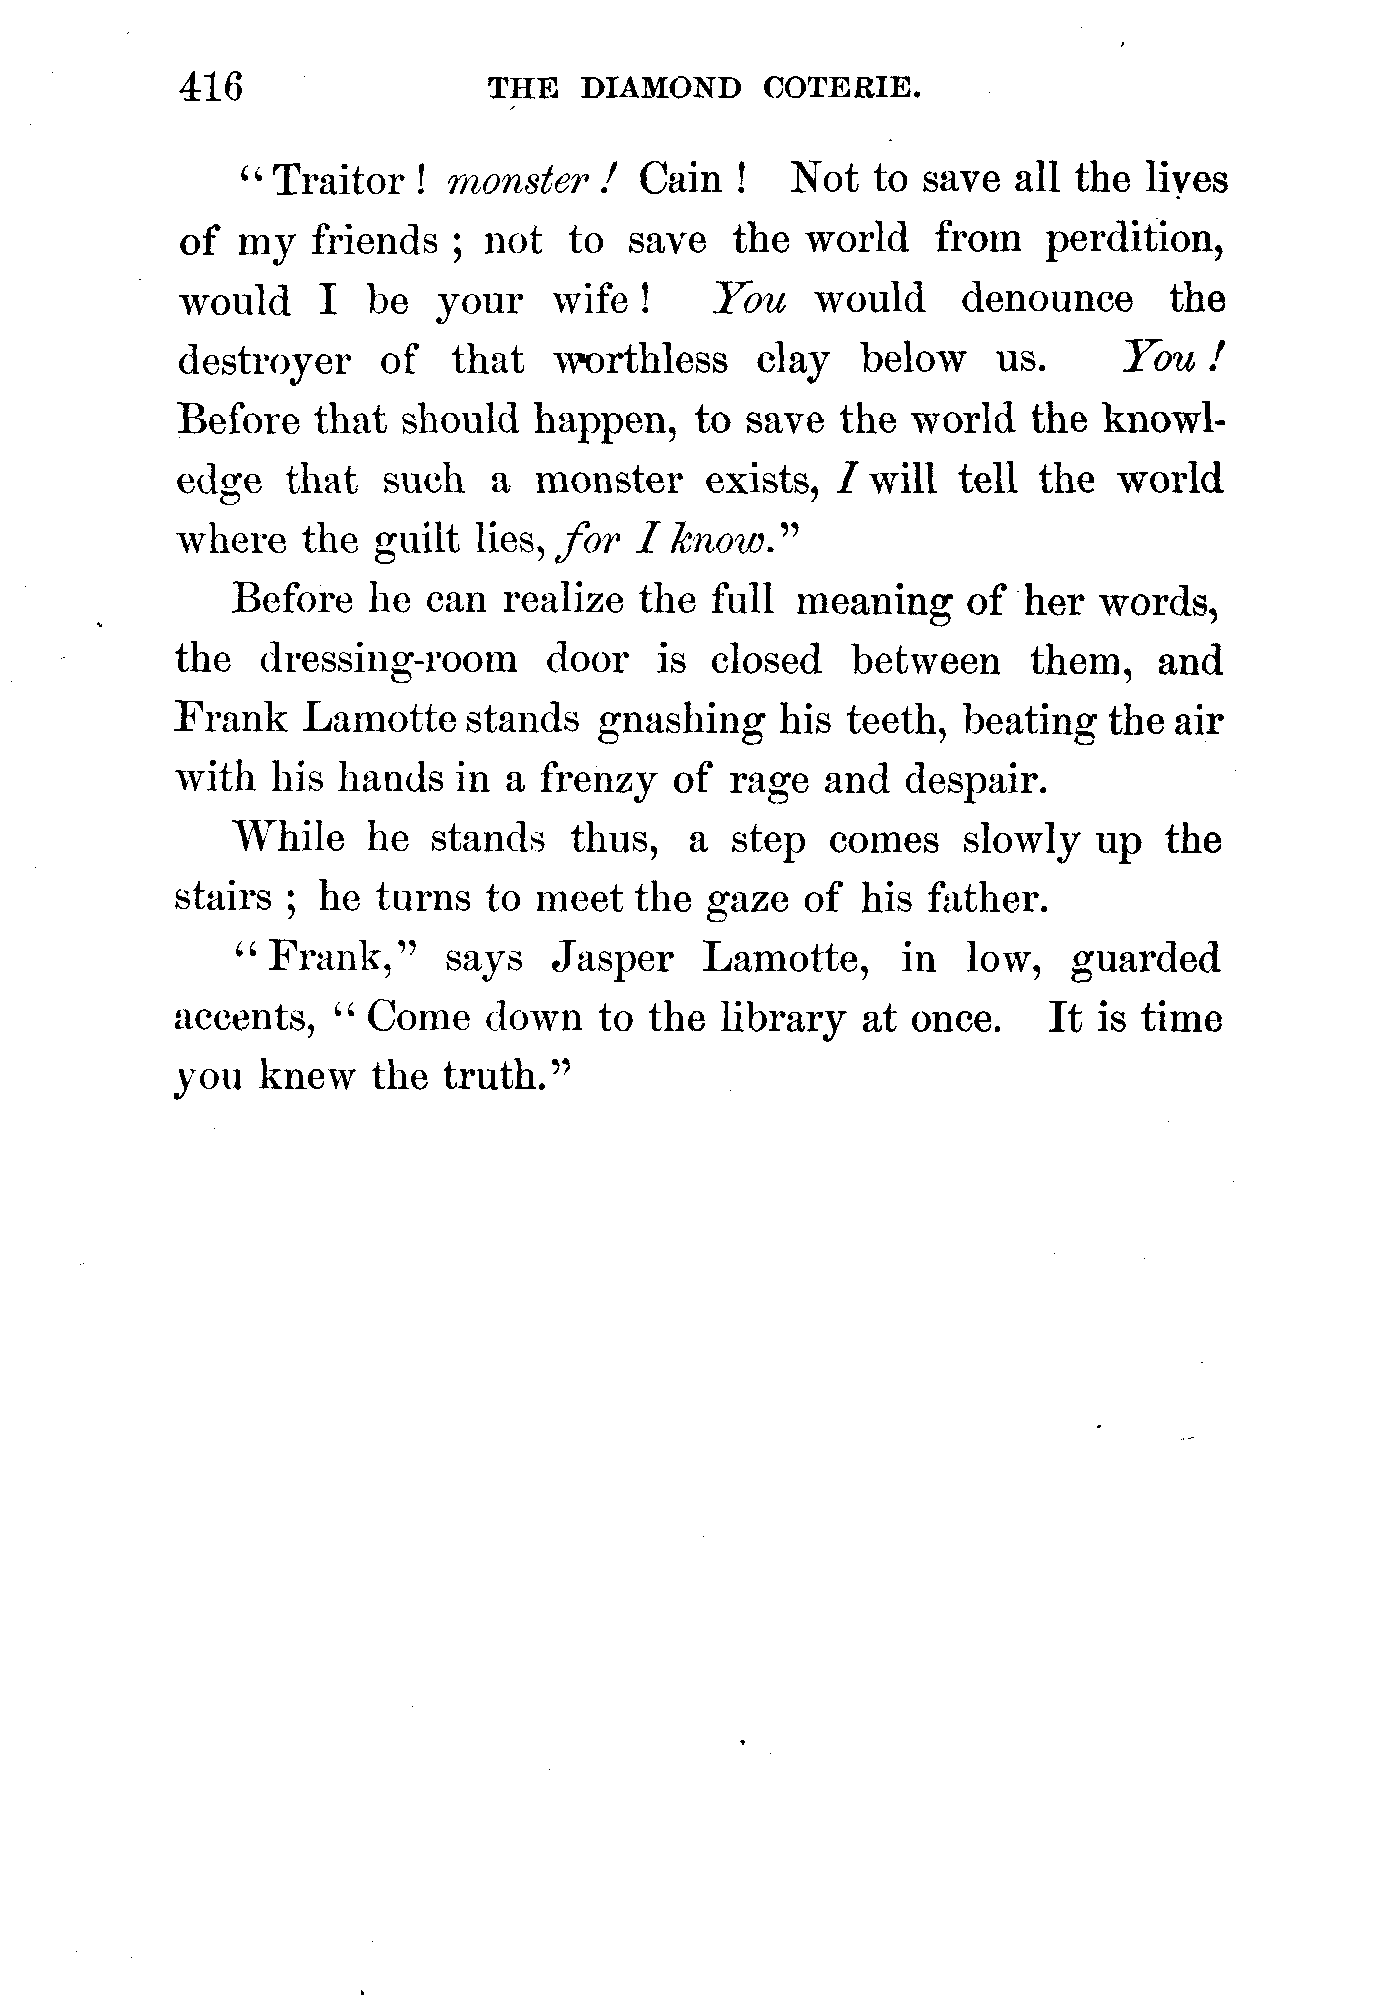 416 THE DIAMOND COTERIE.
“ Traitor ! monster ! Cain ! Not to save all the lives
of my friends ; not to save the world from perdition,
would I be your wife ! You would denounce the
destroyer of that worthless clay below us. You !
Before that should happen, to save the world the knowl-
edge that such a monster exists, I will tell the world
where the guilt lies, for I know.”
Before he can realize the full meaning of her words,
the dressing-room door is closed between them, and
Frank Lamotte stands gnashing his teeth, beating the air
with his hands in a frenzy of rage and despair.
While he stands thus, a step comes slowly up the
stairs ; he turns to meet the gaze of his father.
“ Frank,” says Jasper Lamotte, in low, guarded
accents, “ Come down to the library at once. It is time
you knew the truth.”